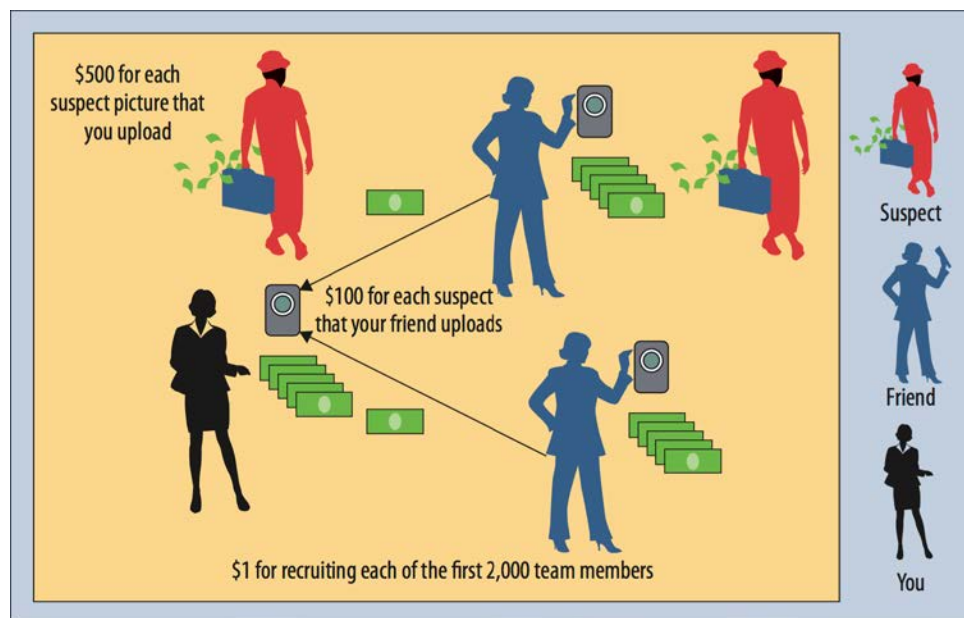 $500 for each
suspect picture that
you upload
$100 for each suspect
that your friend uploads
$1 for recruiting each of the first 2,000 team members
Suspect
Friend
You